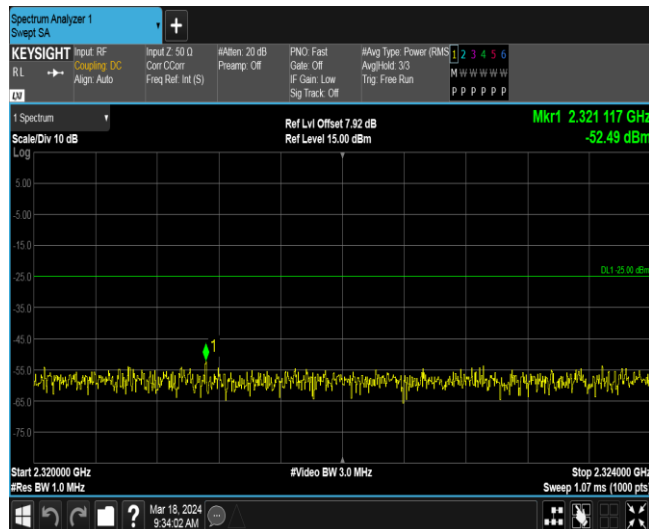 Spectrum Analyzer 1
Swept SA
+
KEYSIGHT
RL
LXI
Input: RF
Coupling: DC
Align: Auto
Input Z: 50 Ω
Corr CCorr
Freq Ref: Int (S)
#Atten: 20 dB
Preamp: Off
PNO: Fast
Gate: Off
IF Gain: Low
Sig Track: Off
#Avg Type: Power (RMS
Avg|Hold: 3/3
Trig: Free Run
1 2 3 4 5 6
M W W W W W
P P P P P P
1 Spectrum
Scale/Div 10 dB
Log
Ref Lvl Offset 7.92 dB
Ref Level 15.00 dBm
Mkr1 2.321 117 GHz
-52.49 dBm
5.00
-5.00
-15.0
-25.0
DL1 -25.00 dBm
-35.0
-45.0
1
-55.0
-65.0
-75.0
Start 2.320000 GHz
#Video BW 3.0 MHz
Stop 2.324000 GHz
#Res BW 1.0 MHz
Sweep 1.07 ms (1000 pts)
?
Mar 18, 2024
9:34:02 AM